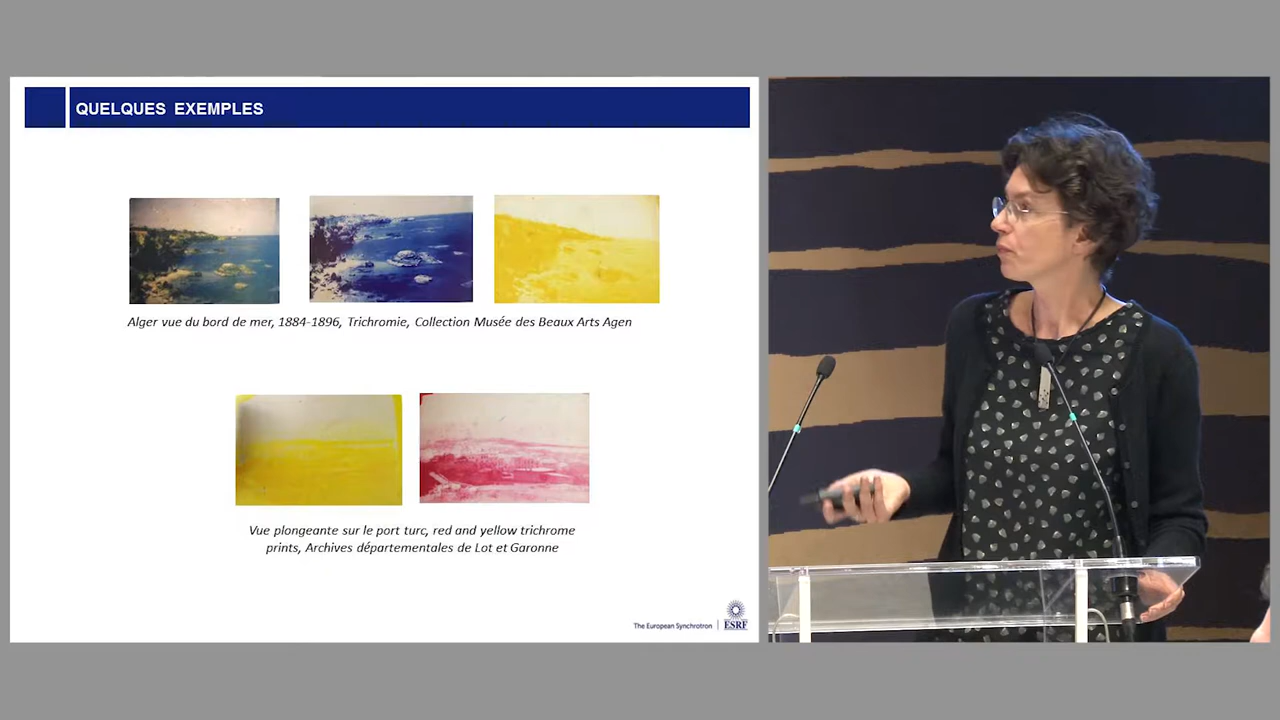 QUELQUES EXEMPLES
Alger vue du bord de mer, 1884-1896, Trichromie, Collection Musée des Beaux Arts Agen
Vue plongeante sur le port turc, red and yellow trichrome
prints, Archives départementales de Lot et Garonne
The European Synchrotron
ESRF